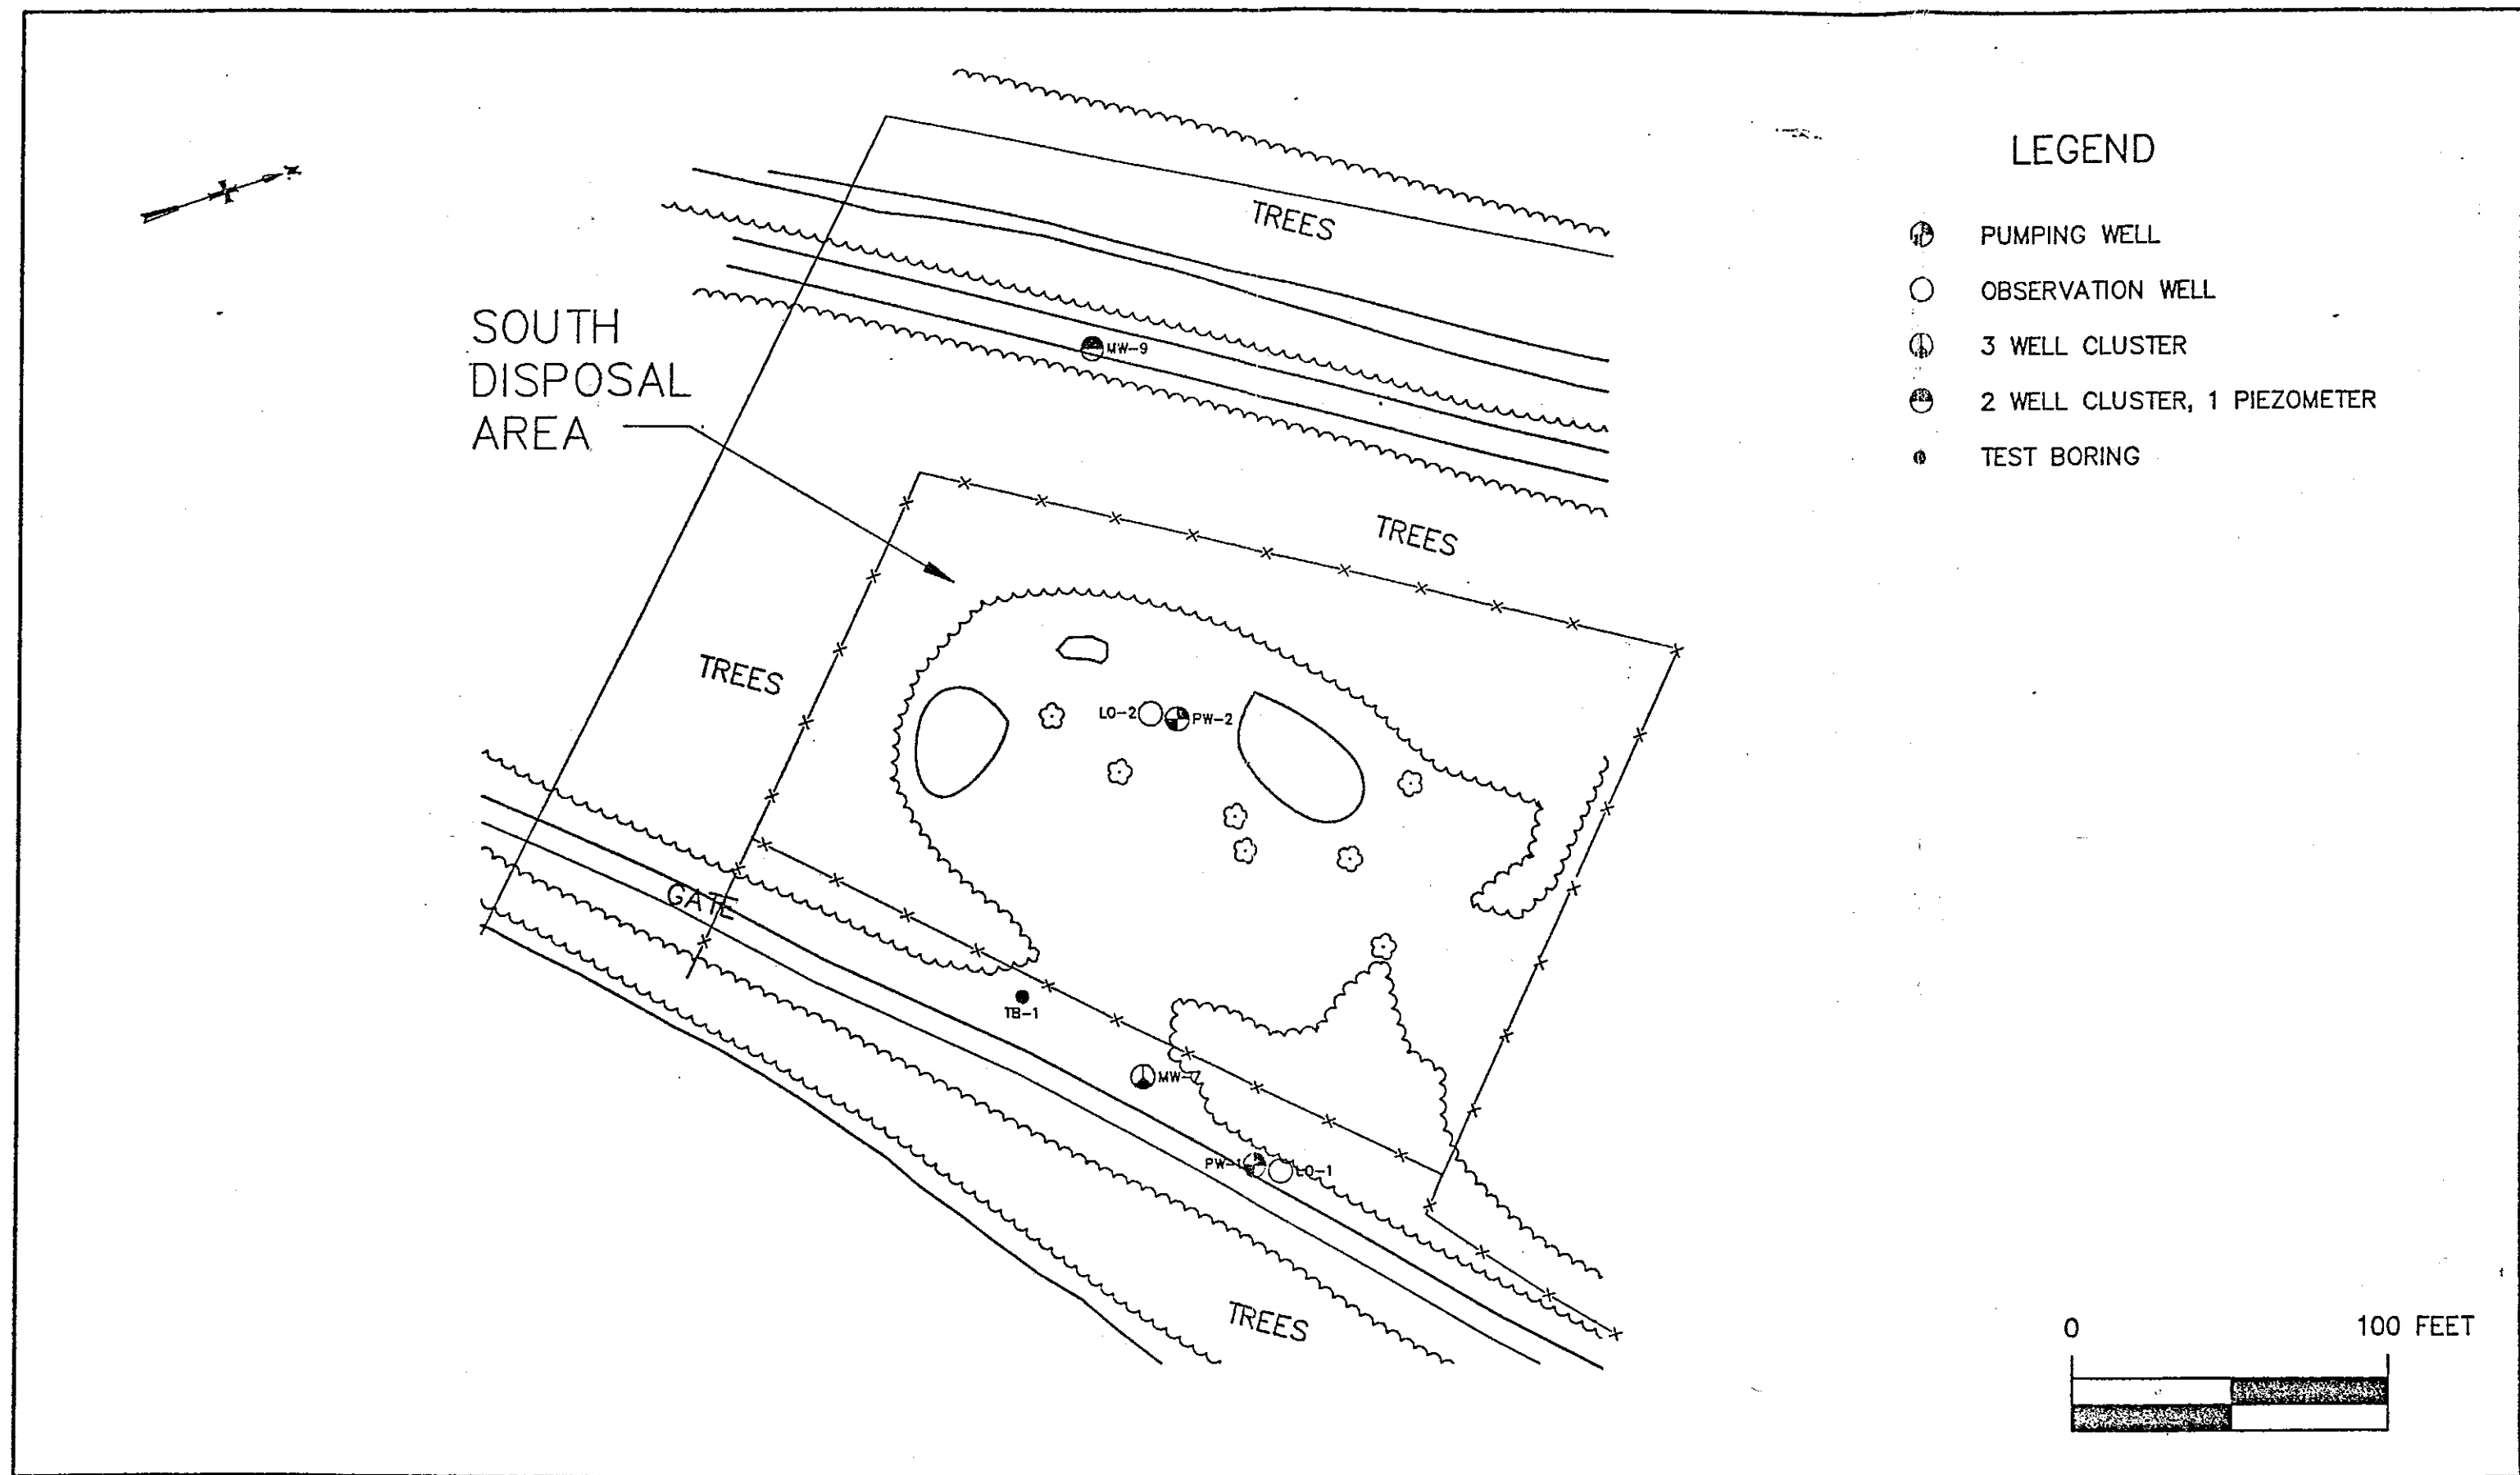 LEGEND
PUMPING WELL
OBSERVATION WELL
3 WELL CLUSTER
2 WELL CLUSTER, 1 PIEZOMETER
TEST BORING
TREES
SOUTH
DISPOSAL
AREA
MW-9
TREES
TREES
LO-2
PW-2
GATE
TB-1
MW-7
PW-1
LO-1
TREES
0
100 FEET